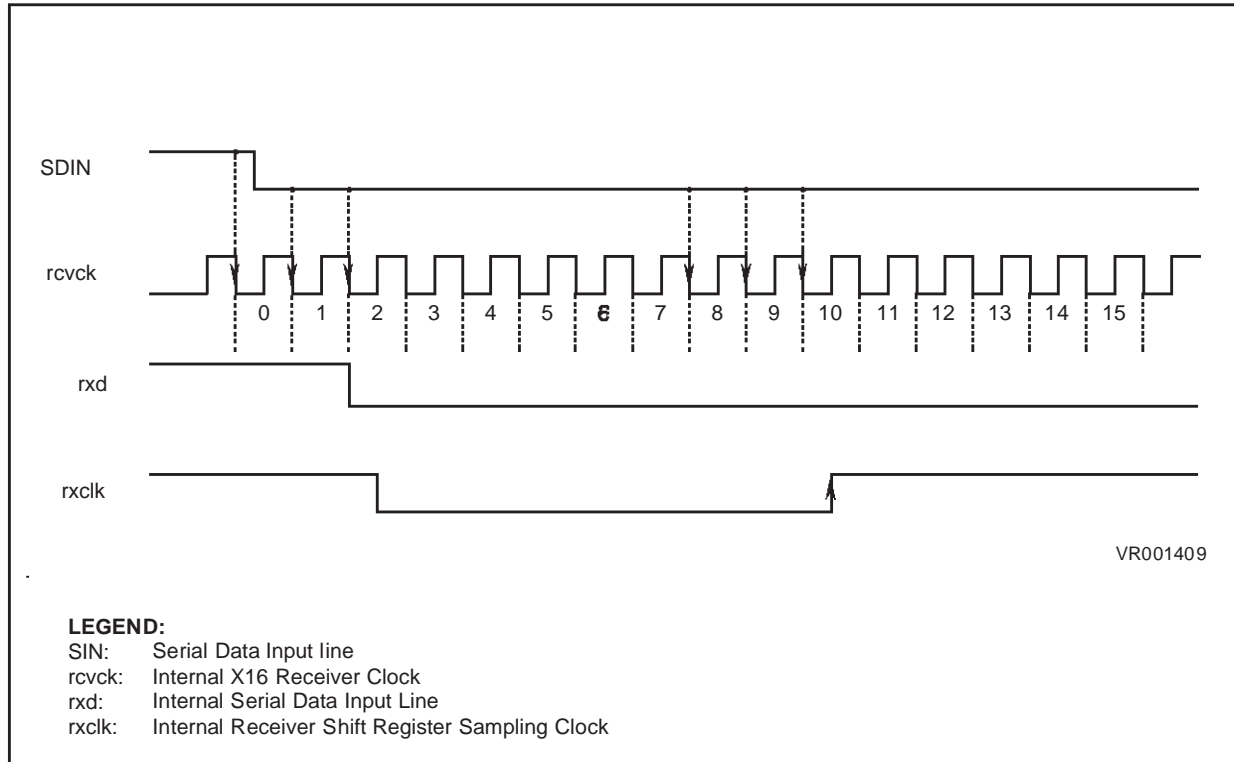 SDIN
rcvck
0 1 2 3 4 5 6 7 8 9 10 11 12 13 14 15
rxd
rxclk
VR001409
LEGEND:
SIN: Serial Data Input line
rcvck: Internal X16 Receiver Clock
rxd: Internal Serial Data Input Line
rxclk: Internal Receiver Shift Register Sampling Clock